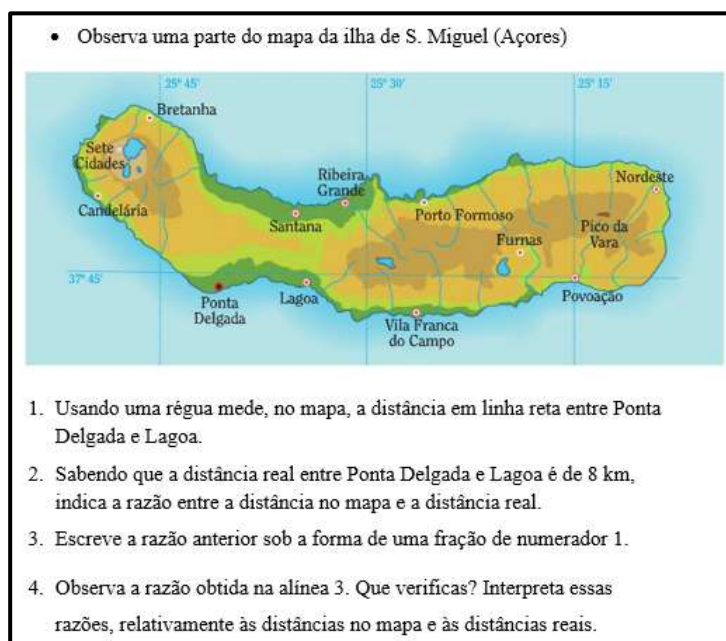 • Observa uma parte do mapa da ilha de S. Miguel (Açores)
25° 45'
25° 30'
25° 15'
Bretanha
Sete
Cidades
Ribeira
Grande
Nordeste
Candelária
Santana
Porto Formoso
Pico da
Vara
Furnas
37° 45'
Ponta
Delgada
Lagoa
Povoação
Vila Franca
do Campo
1. Usando uma régua mede, no mapa, a distância em linha reta entre Ponta
Delgada e Lagoa.
2. Sabendo que a distância real entre Ponta Delgada e Lagoa é de 8 km,
indica a razão entre a distância no mapa e a distância real.
3. Escreve a razão anterior sob a forma de uma fração de numerador 1.
4. Observa a razão obtida na alínea 3. Que verificas? Interpreta essas
razões, relativamente às distâncias no mapa e às distâncias reais.